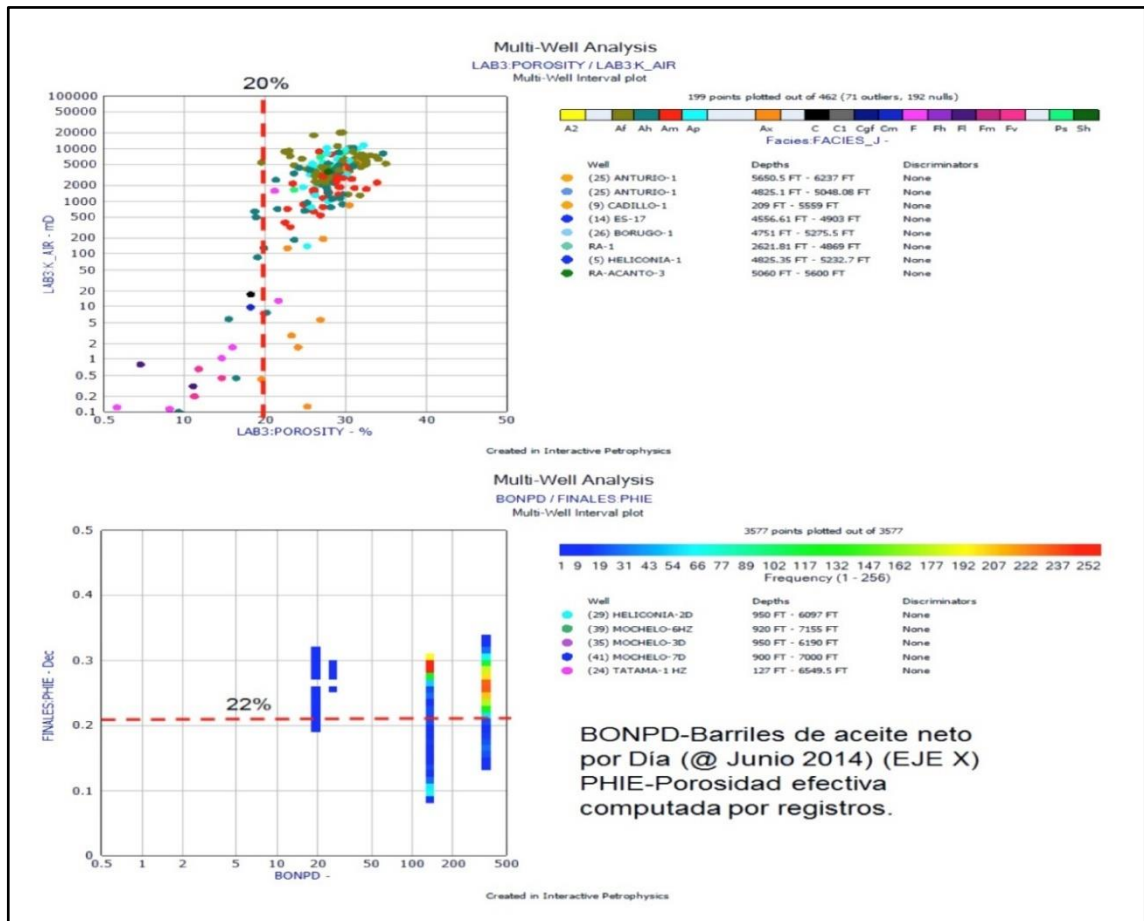 Multi-Well Analysis
LAB3:POROSITY / LAB3:K_AIR
Multi-Well Interval plot
20%
100000
50000
20000
10000
5000
2000
1000
500
200
100
50
20
10
5
2
1
0.5
0.2
0.1
LAB3:K_AIR - mD
0.5 10 20 30 40 50
LAB3:POROSITY - %
199 points plotted out of 462 (71 outliers, 192 nulls)
A2 Af Ah Am Ap Ax C C1 Cgf Cm F Fh Fl Fm Fv Ps Sh
Facies:FACIES_J -
Well Depths Discriminators
(25) ANTURIO-1 5650.5 FT - 6237 FT None
(25) ANTURIO-1 4825.1 FT - 5048.08 FT None
(9) CADILLO-1 209 FT - 5559 FT None
(14) ES-17 4556.61 FT - 4903 FT None
(26) BORUGO-1 4751 FT - 5275.5 FT None
RA-1 2621.81 FT - 4869 FT None
(5) HELICONIA-1 4825.35 FT - 5232.7 FT None
RA-ACANTO-3 5060 FT - 5600 FT None
Created in Interactive Petrophysics
Multi-Well Analysis
BONPD / FINALES:PHIE
Multi-Well Interval plot
0.5
0.4
0.3
0.2
0.1
0
FINALES:PHIE - Dec
22%
0.5 1 2 5 10 20 50 100 200 500
BONPD -
3577 points plotted out of 3577
1 9 19 31 43 54 66 77 89 102 117 132 147 162 177 192 207 222 237 252
Frequency (1 - 256)
Well Depths Discriminators
(29) HELICONIA-2D 950 FT - 6097 FT None
(39) MOCHELO-6HZ 920 FT - 7155 FT None
(35) MOCHELO-3D 950 FT - 6190 FT None
(41) MOCHELO-7D 900 FT - 7000 FT None
(24) TATAMA-1 HZ 127 FT - 6549.5 FT None
BONPD-Barriles de aceite neto
por Día (@ Junio 2014) (EJE X)
PHIE-Porosidad efectiva
computada por registros.
Created in Interactive Petrophysics